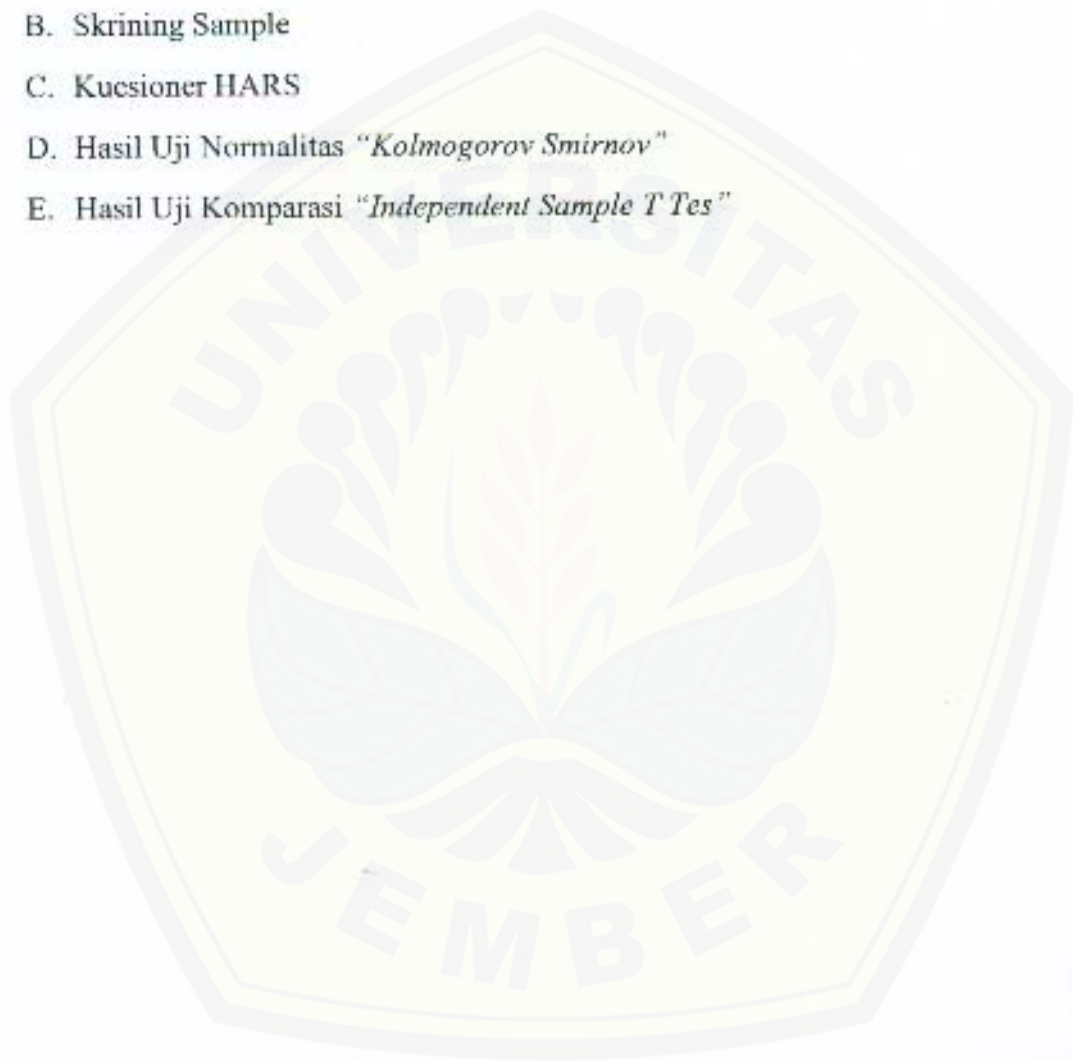 B. Skrining Sample
C. Kuesioner HARS
D. Hasil Uji Normalitas “Kolmogorov Smirnov”
E. Hasil Uji Komparasi “Independent Sample T Tes”
UNIVERSITAS
JEMBER